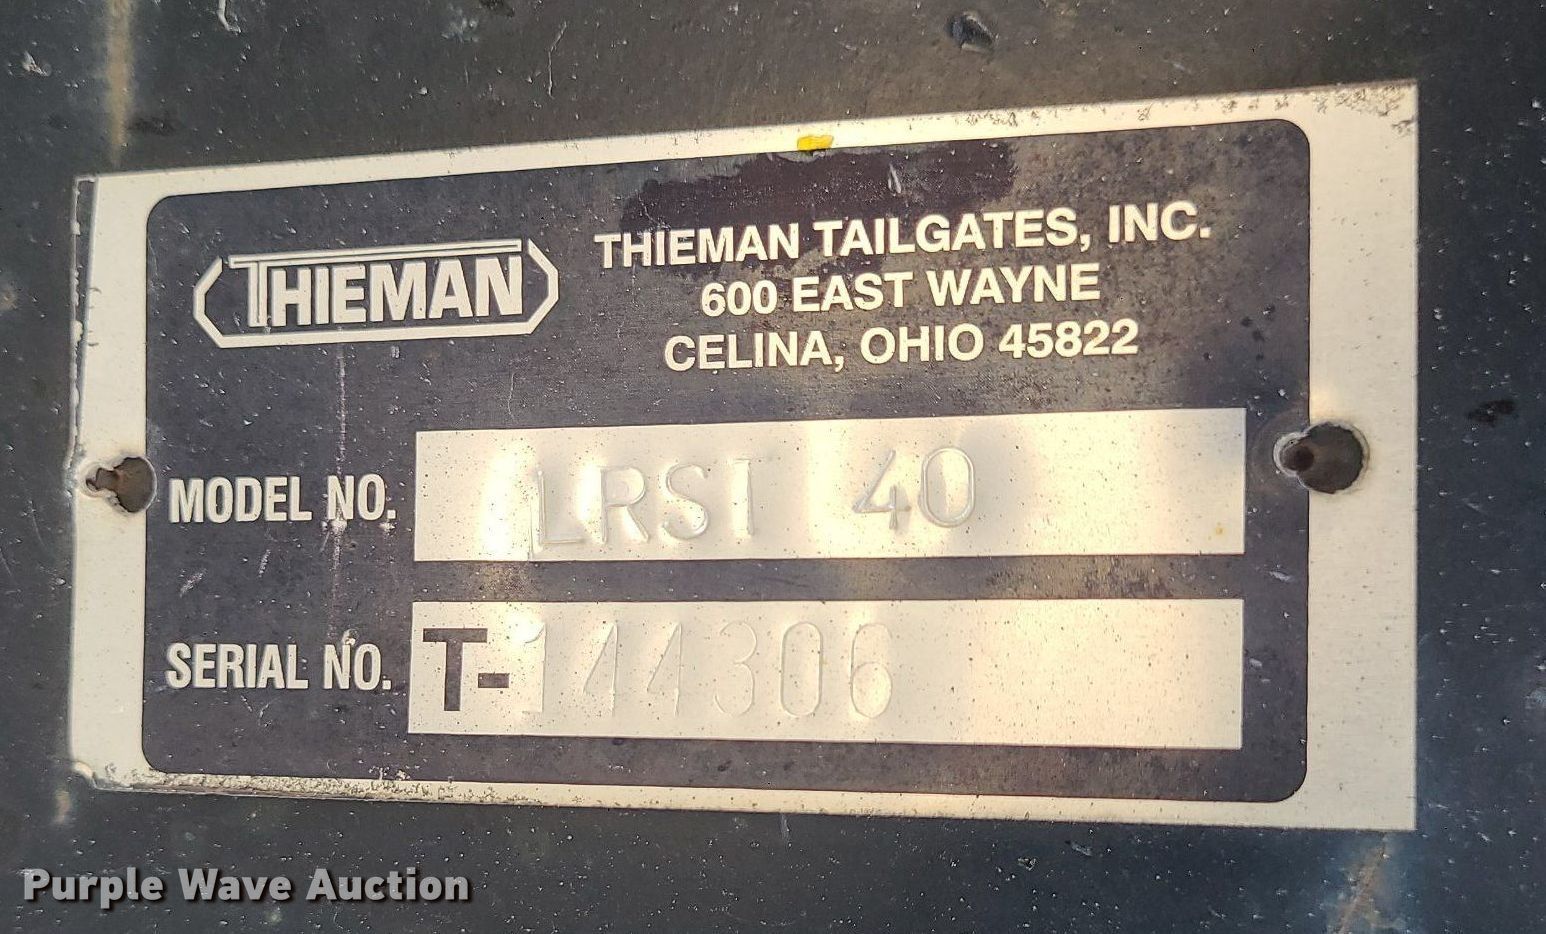 THIEMAN
THIEMAN TAILGATES, INC.
600 EAST WAYNE
CELINA, OHIO 45822
MODEL NO. LRST 40
SERIAL NO. T-144306
Purple Wave Auction